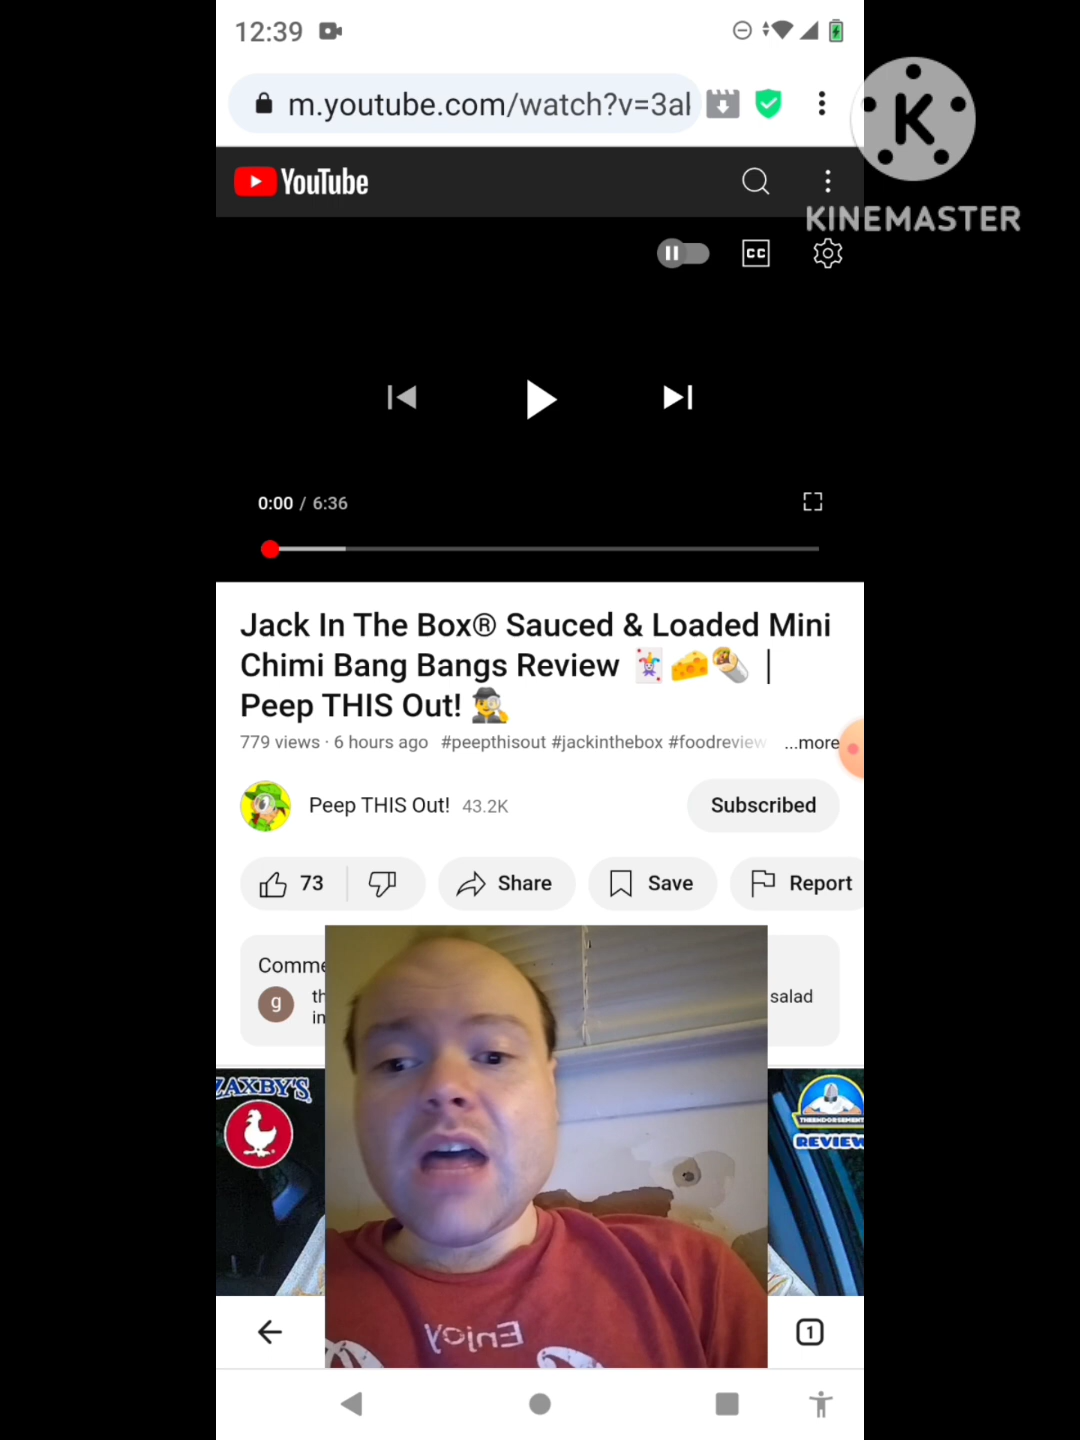 12:39
m.youtube.com/watch?v=3al
K
KINEMASTER
YouTube
CC
0:00 / 6:36
Jack In The Box® Sauced & Loaded Mini
Chimi Bang Bangs Review 🃏🧀🌯 |
Peep THIS Out! 🕵️
779 views · 6 hours ago #peepthisout #jackinthebox #foodreview ...more
Peep THIS Out! 43.2K
Subscribed
73
Share
Save
Report
g
salad
ZAXBY'S
REVIEW
Enjoy
1